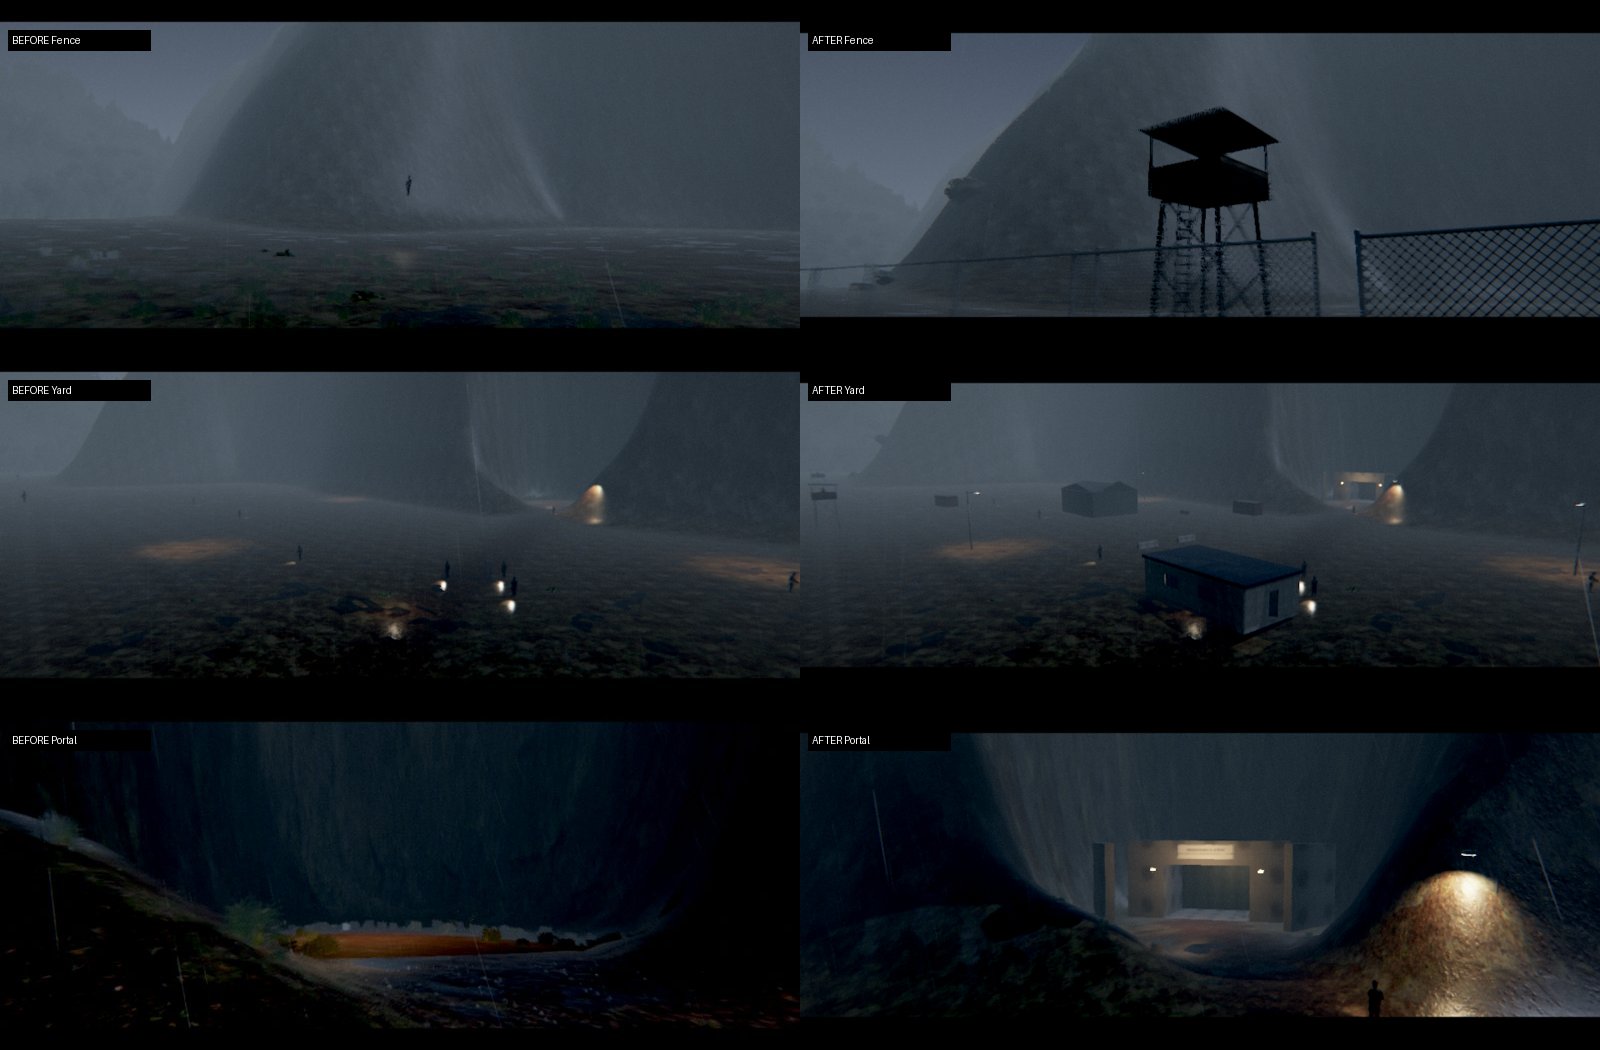 BEFORE Fence
AFTER Fence
BEFORE Yard
AFTER Yard
BEFORE Portal
AFTER Portal